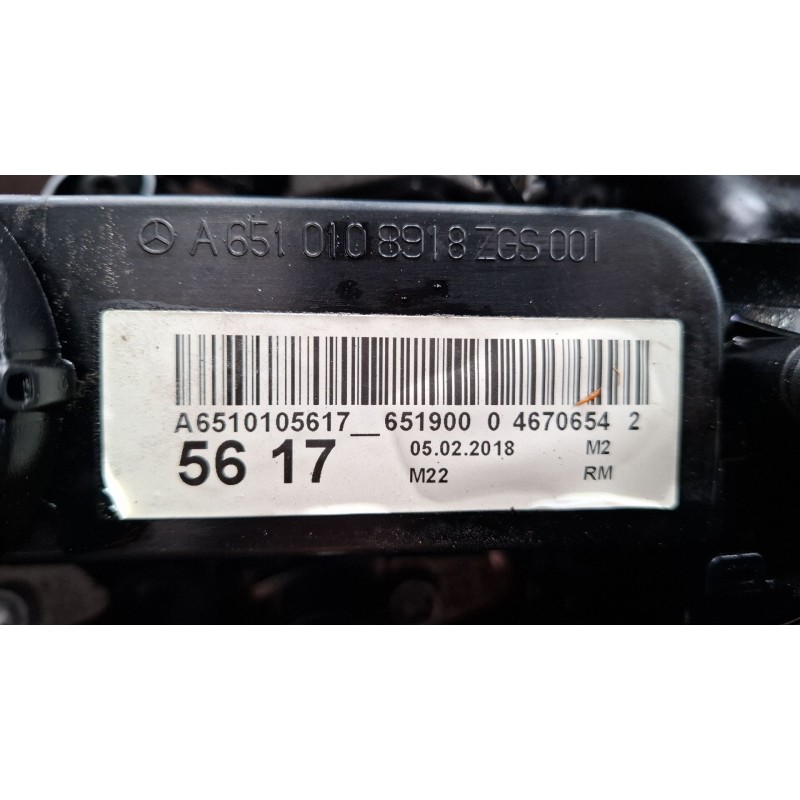 A 651 010 8918 ZGS 001
A6510105617__651900 0 4670654 2
56 17 05.02.2018 M2
M22 RM